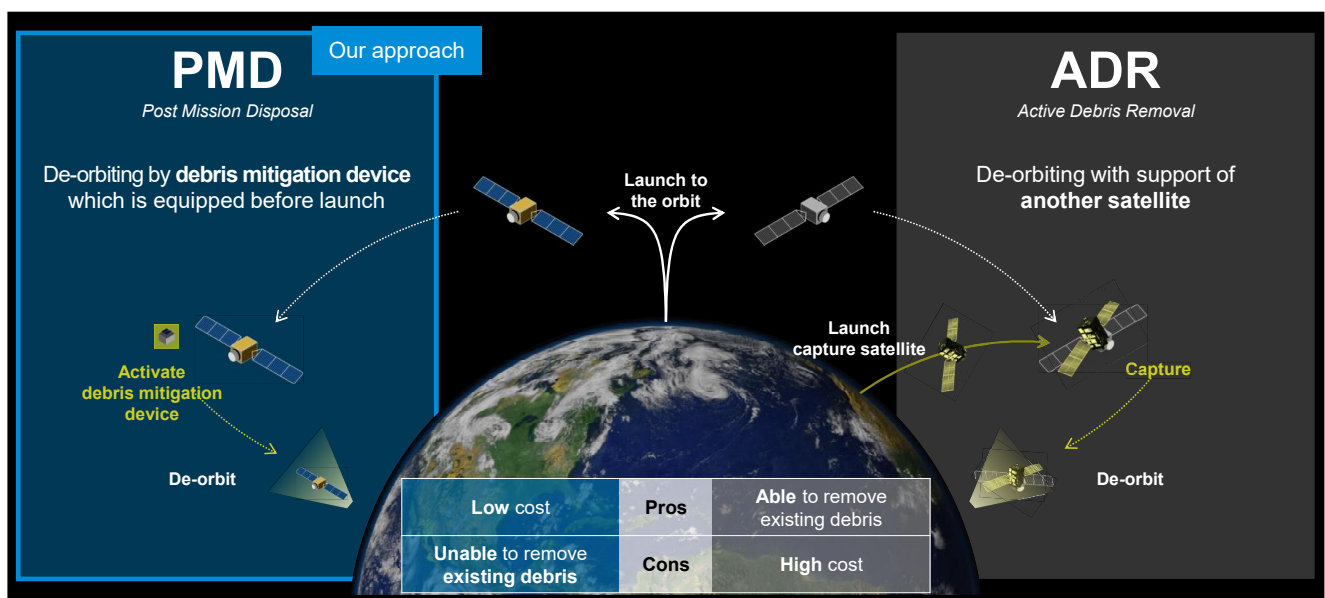 Our approach
PMD
Post Mission Disposal
De-orbiting by debris mitigation device
which is equipped before launch
Activate
debris mitigation
device
De-orbit
Launch to
the orbit
ADR
Active Debris Removal
De-orbiting with support of
another satellite
Launch
capture satellite
Capture
De-orbit
Low cost
Pros
Able to remove
existing debris
Unable to remove
existing debris
Cons
High cost